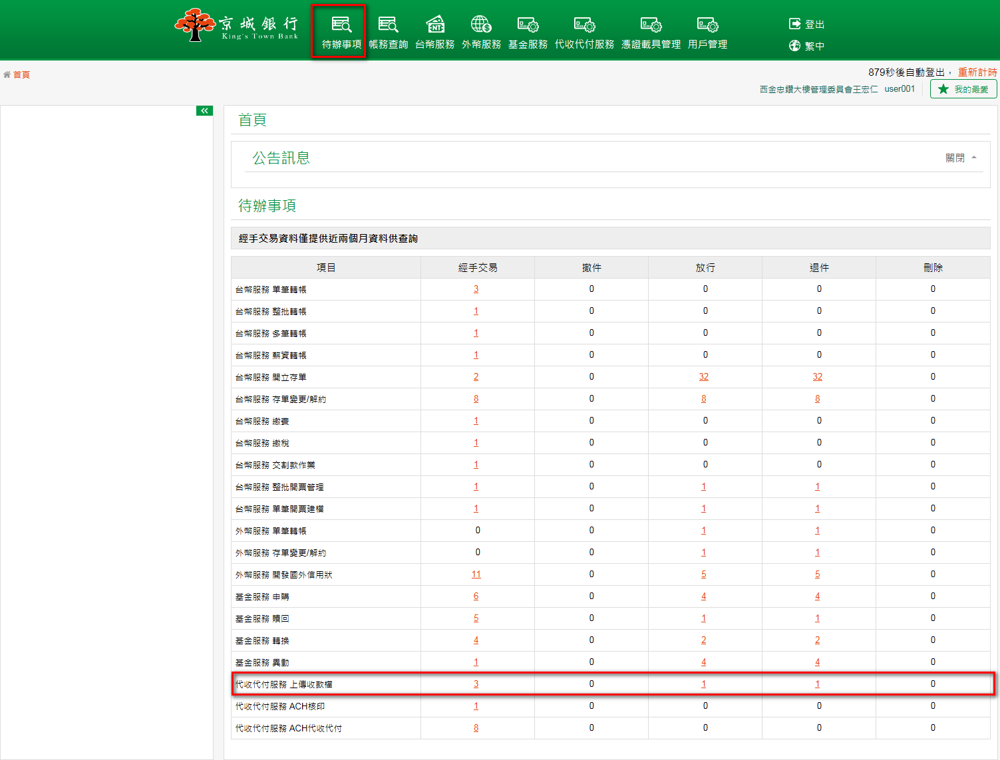 京城銀行
King's Town Bank
待辦事項 帳務查詢 台幣服務 外幣服務 基金服務 代收代付服務 憑證載具管理 用戶管理
登出
繁中
首頁
879秒後自動登出， 重新計時
西金忠鑽大樓管理委員會王宏仁 user001
我的最愛
首頁
公告訊息
關閉
待辦事項
經手交易資料僅提供近兩個月資料供查詢
項目 經手交易 撤件 放行 退件 刪除
台幣服務 單筆轉帳 3 0 0 0 0
台幣服務 整批轉帳 1 0 0 0 0
台幣服務 多筆轉帳 1 0 0 0 0
台幣服務 薪資轉帳 1 0 0 0 0
台幣服務 開立存單 2 0 32 32 0
台幣服務 存單變更/解約 8 0 8 8 0
台幣服務 繳費 1 0 0 0 0
台幣服務 繳稅 1 0 0 0 0
台幣服務 交割款作業 1 0 0 0 0
台幣服務 整批開票管理 1 0 1 1 0
台幣服務 單筆開票建檔 1 0 1 1 0
外幣服務 單筆轉帳 0 0 1 1 0
外幣服務 存單變更/解約 0 0 1 1 0
外幣服務 開發國外信用狀 11 0 5 5 0
基金服務 申購 6 0 4 4 0
基金服務 贖回 5 0 1 1 0
基金服務 轉換 4 0 2 2 0
基金服務 異動 1 0 4 4 0
代收代付服務 上傳收款檔 3 0 1 1 0
代收代付服務 ACH核印 1 0 0 0 0
代收代付服務 ACH代收代付 8 0 0 0 0